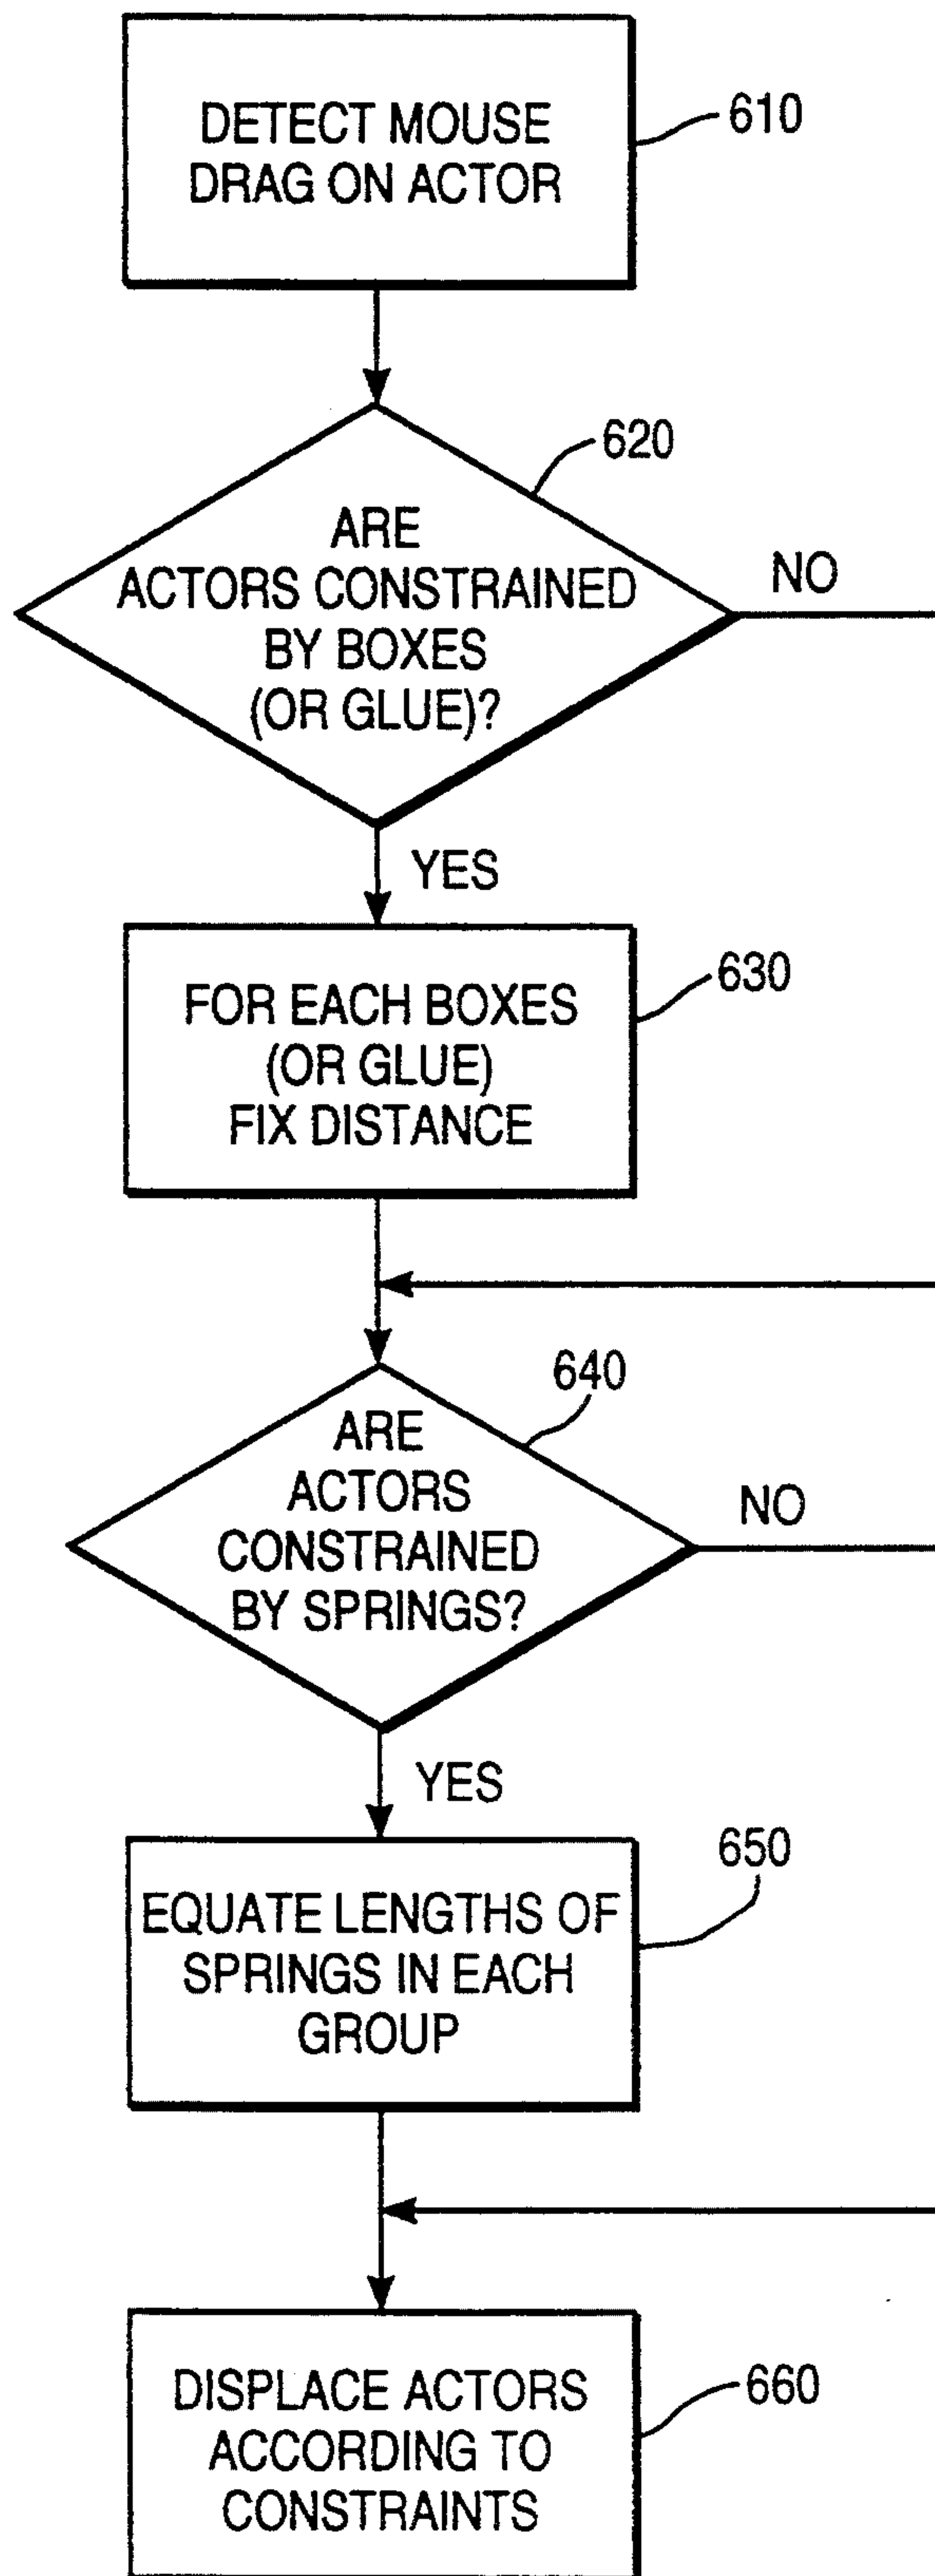 DETECT MOUSE
DRAG ON ACTOR
610
620
ARE
ACTORS CONSTRAINED
BY BOXES
(OR GLUE)?
NO
YES
630
FOR EACH BOXES
(OR GLUE)
FIX DISTANCE
640
ARE
ACTORS
CONSTRAINED
BY SPRINGS?
NO
YES
650
EQUATE LENGTHS OF
SPRINGS IN EACH
GROUP
660
DISPLACE ACTORS
ACCORDING TO
CONSTRAINTS